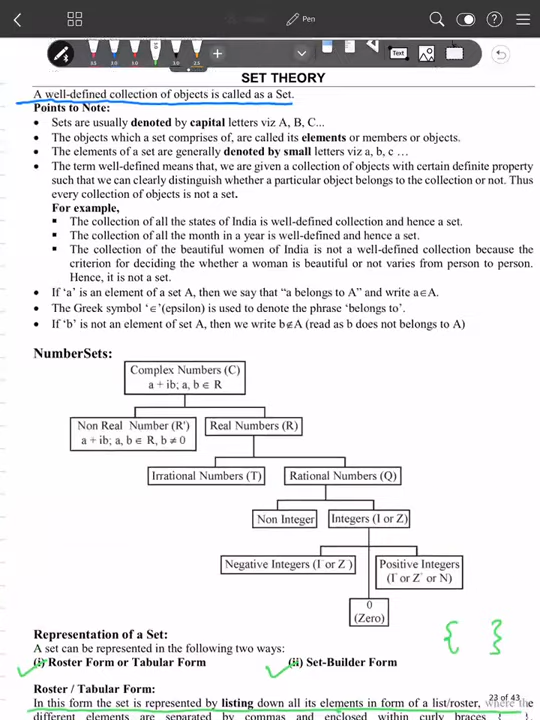 Pen
Text
SET THEORY
A well-defined collection of objects is called as a Set.
Points to Note:
• Sets are usually denoted by capital letters viz A, B, C...
• The objects which a set comprises of, are called its elements or members or objects.
• The elements of a set are generally denoted by small letters viz a, b, c …
• The term well-defined means that, we are given a collection of objects with certain definite property
such that we can clearly distinguish whether a particular object belongs to the collection or not. Thus
every collection of objects is not a set.
For example,
▪ The collection of all the states of India is well-defined collection and hence a set.
▪ The collection of all the month in a year is well-defined and hence a set.
▪ The collection of the beautiful women of India is not a well-defined collection because the
criterion for deciding the whether a woman is beautiful or not varies from person to person.
Hence, it is not a set.
• If ‘a’ is an element of a set A, then we say that “a belongs to A” and write a∈A.
• The Greek symbol ‘∈’(epsilon) is used to denote the phrase ‘belongs to’.
• If ‘b’ is not an element of set A, then we write b∉A (read as b does not belongs to A)
NumberSets:
Complex Numbers (C)
a + ib; a, b ∈ R
Non Real Number (R')
a + ib; a, b ∈ R, b ≠ 0
Real Numbers (R)
Irrational Numbers (T)
Rational Numbers (Q)
Non Integer
Integers (I or Z)
Negative Integers (I⁻ or Z⁻)
Positive Integers
(I⁺ or Z⁺ or N)
0
(Zero)
{ }
Representation of a Set:
A set can be represented in the following two ways:
(i) Roster Form or Tabular Form
(ii) Set-Builder Form
Roster / Tabular Form:
23 of 43
In this form the set is represented by listing down all its elements in form of a list/roster, where the
different elements are separated by commas and enclosed within curly braces { }.